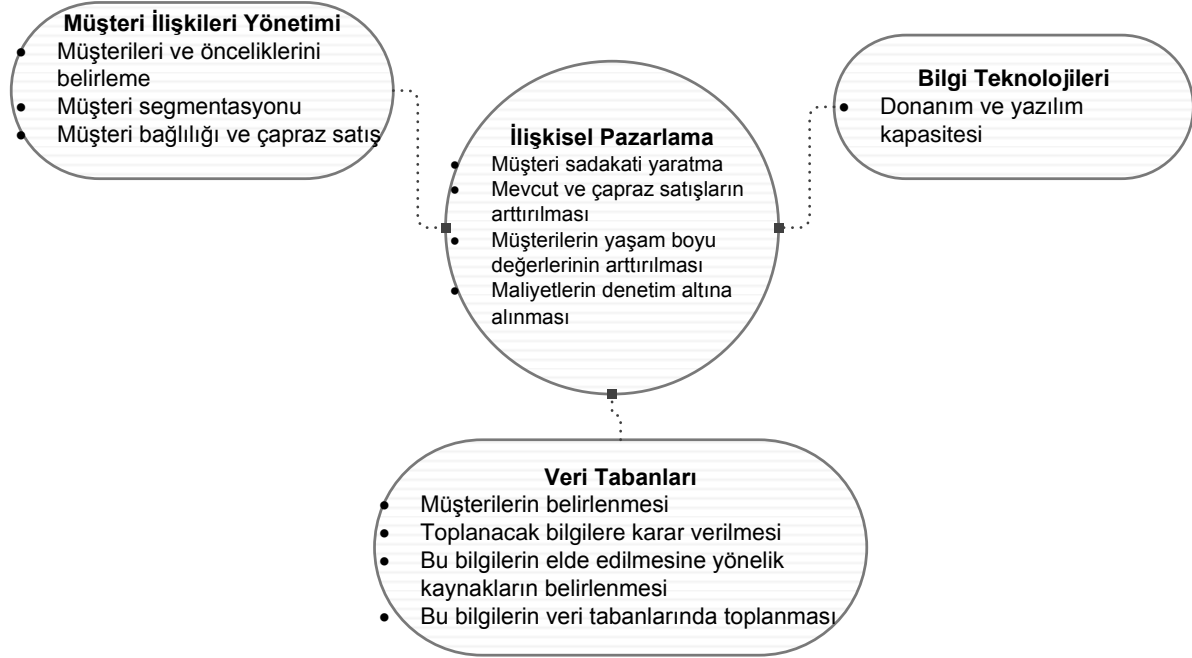 Müşteri İlişkileri Yönetimi
• Müşterileri ve önceliklerini
belirleme
• Müşteri segmentasyonu
• Müşteri bağlılığı ve çapraz satış
İlişkisel Pazarlama
• Müşteri sadakati yaratma
• Mevcut ve çapraz satışların
arttırılması
• Müşterilerin yaşam boyu
değerlerinin arttırılması
• Maliyetlerin denetim altına
alınması
Bilgi Teknolojileri
• Donanım ve yazılım
kapasitesi
Veri Tabanları
• Müşterilerin belirlenmesi
• Toplanacak bilgilere karar verilmesi
• Bu bilgilerin elde edilmesine yönelik
kaynakların belirlenmesi
• Bu bilgilerin veri tabanlarında toplanması